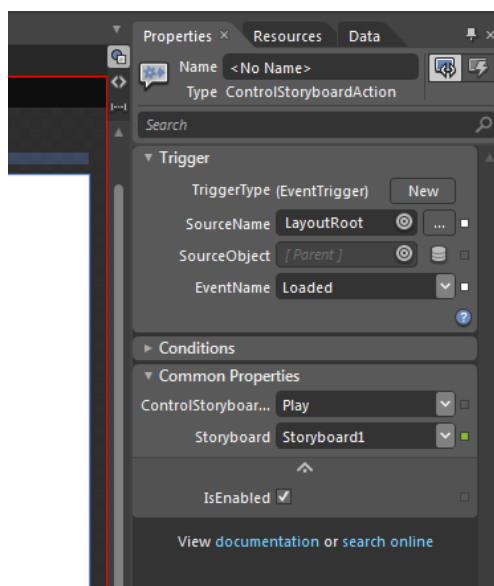 Properties × Resources Data
Name <No Name>
Type ControlStoryboardAction
Search
Trigger
TriggerType (EventTrigger) New
SourceName LayoutRoot ...
SourceObject [ Parent ]
EventName Loaded
?
Conditions
Common Properties
ControlStoryboar... Play
Storyboard Storyboard1
IsEnabled
View documentation or search online